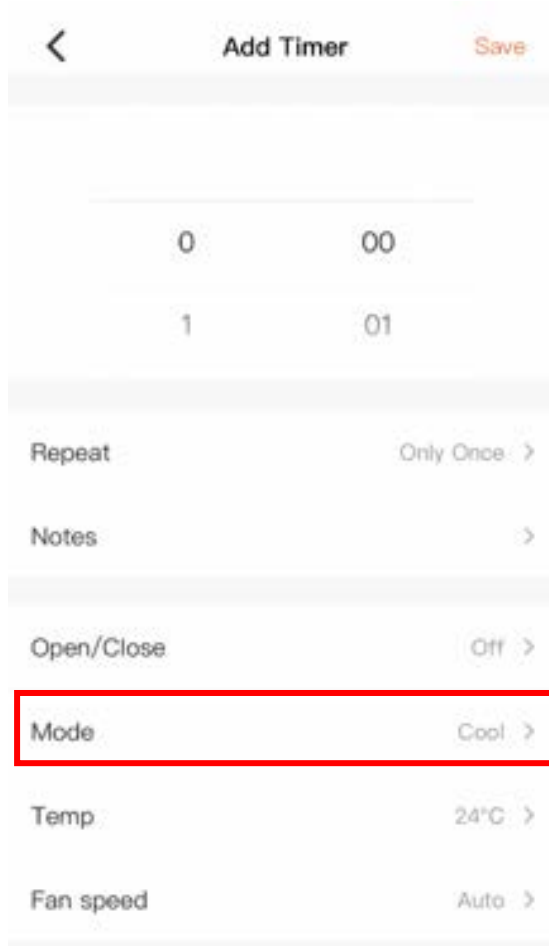 Add Timer Save
0 00
1 01
Repeat Only Once
Notes
Open/Close Off
Mode Cool
Temp 24°C
Fan speed Auto